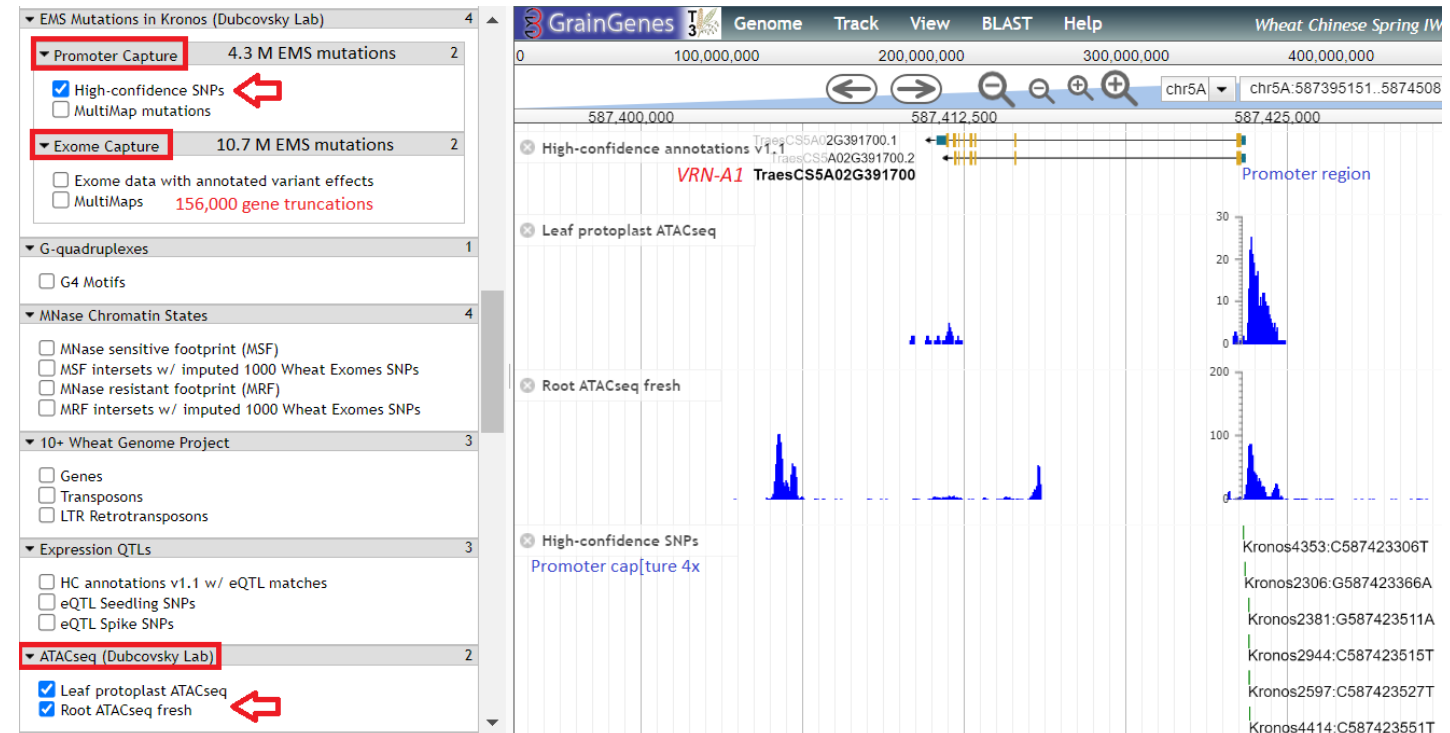 EMS Mutations in Kronos (Dubcovsky Lab) 4
Promoter Capture 4.3 M EMS mutations 2
High-confidence SNPs
MultiMap mutations
Exome Capture 10.7 M EMS mutations 2
Exome data with annotated variant effects
MultiMaps 156,000 gene truncations
G-quadruplexes 1
G4 Motifs
MNase Chromatin States 4
MNase sensitive footprint (MSF)
MSF intersets w/ imputed 1000 Wheat Exomes SNPs
MNase resistant footprint (MRF)
MRF intersets w/ imputed 1000 Wheat Exomes SNPs
10+ Wheat Genome Project 3
Genes
Transposons
LTR Retrotransposons
Expression QTLs 3
HC annotations v1.1 w/ eQTL matches
eQTL Seedling SNPs
eQTL Spike SNPs
ATACseq (Dubcovsky Lab) 2
Leaf protoplast ATACseq
Root ATACseq fresh
GrainGenes T3 Genome Track View BLAST Help Wheat Chinese Spring IW
0 100,000,000 200,000,000 300,000,000 400,000,000
chr5A chr5A:587395151..5874508
587,400,000 587,412,500 587,425,000
High-confidence annotations v1.1 TraesCS5A02G391700.1
TraesCS5A02G391700.2
VRN-A1 TraesCS5A02G391700 Promoter region
Leaf protoplast ATACseq
30
20
10
0
Root ATACseq fresh
200
100
0
High-confidence SNPs
Promoter cap[ture 4x
Kronos4353:C587423306T
Kronos2306:G587423366A
Kronos2381:G587423511A
Kronos2944:C587423515T
Kronos2597:C587423527T
Kronos4414:C587423551T